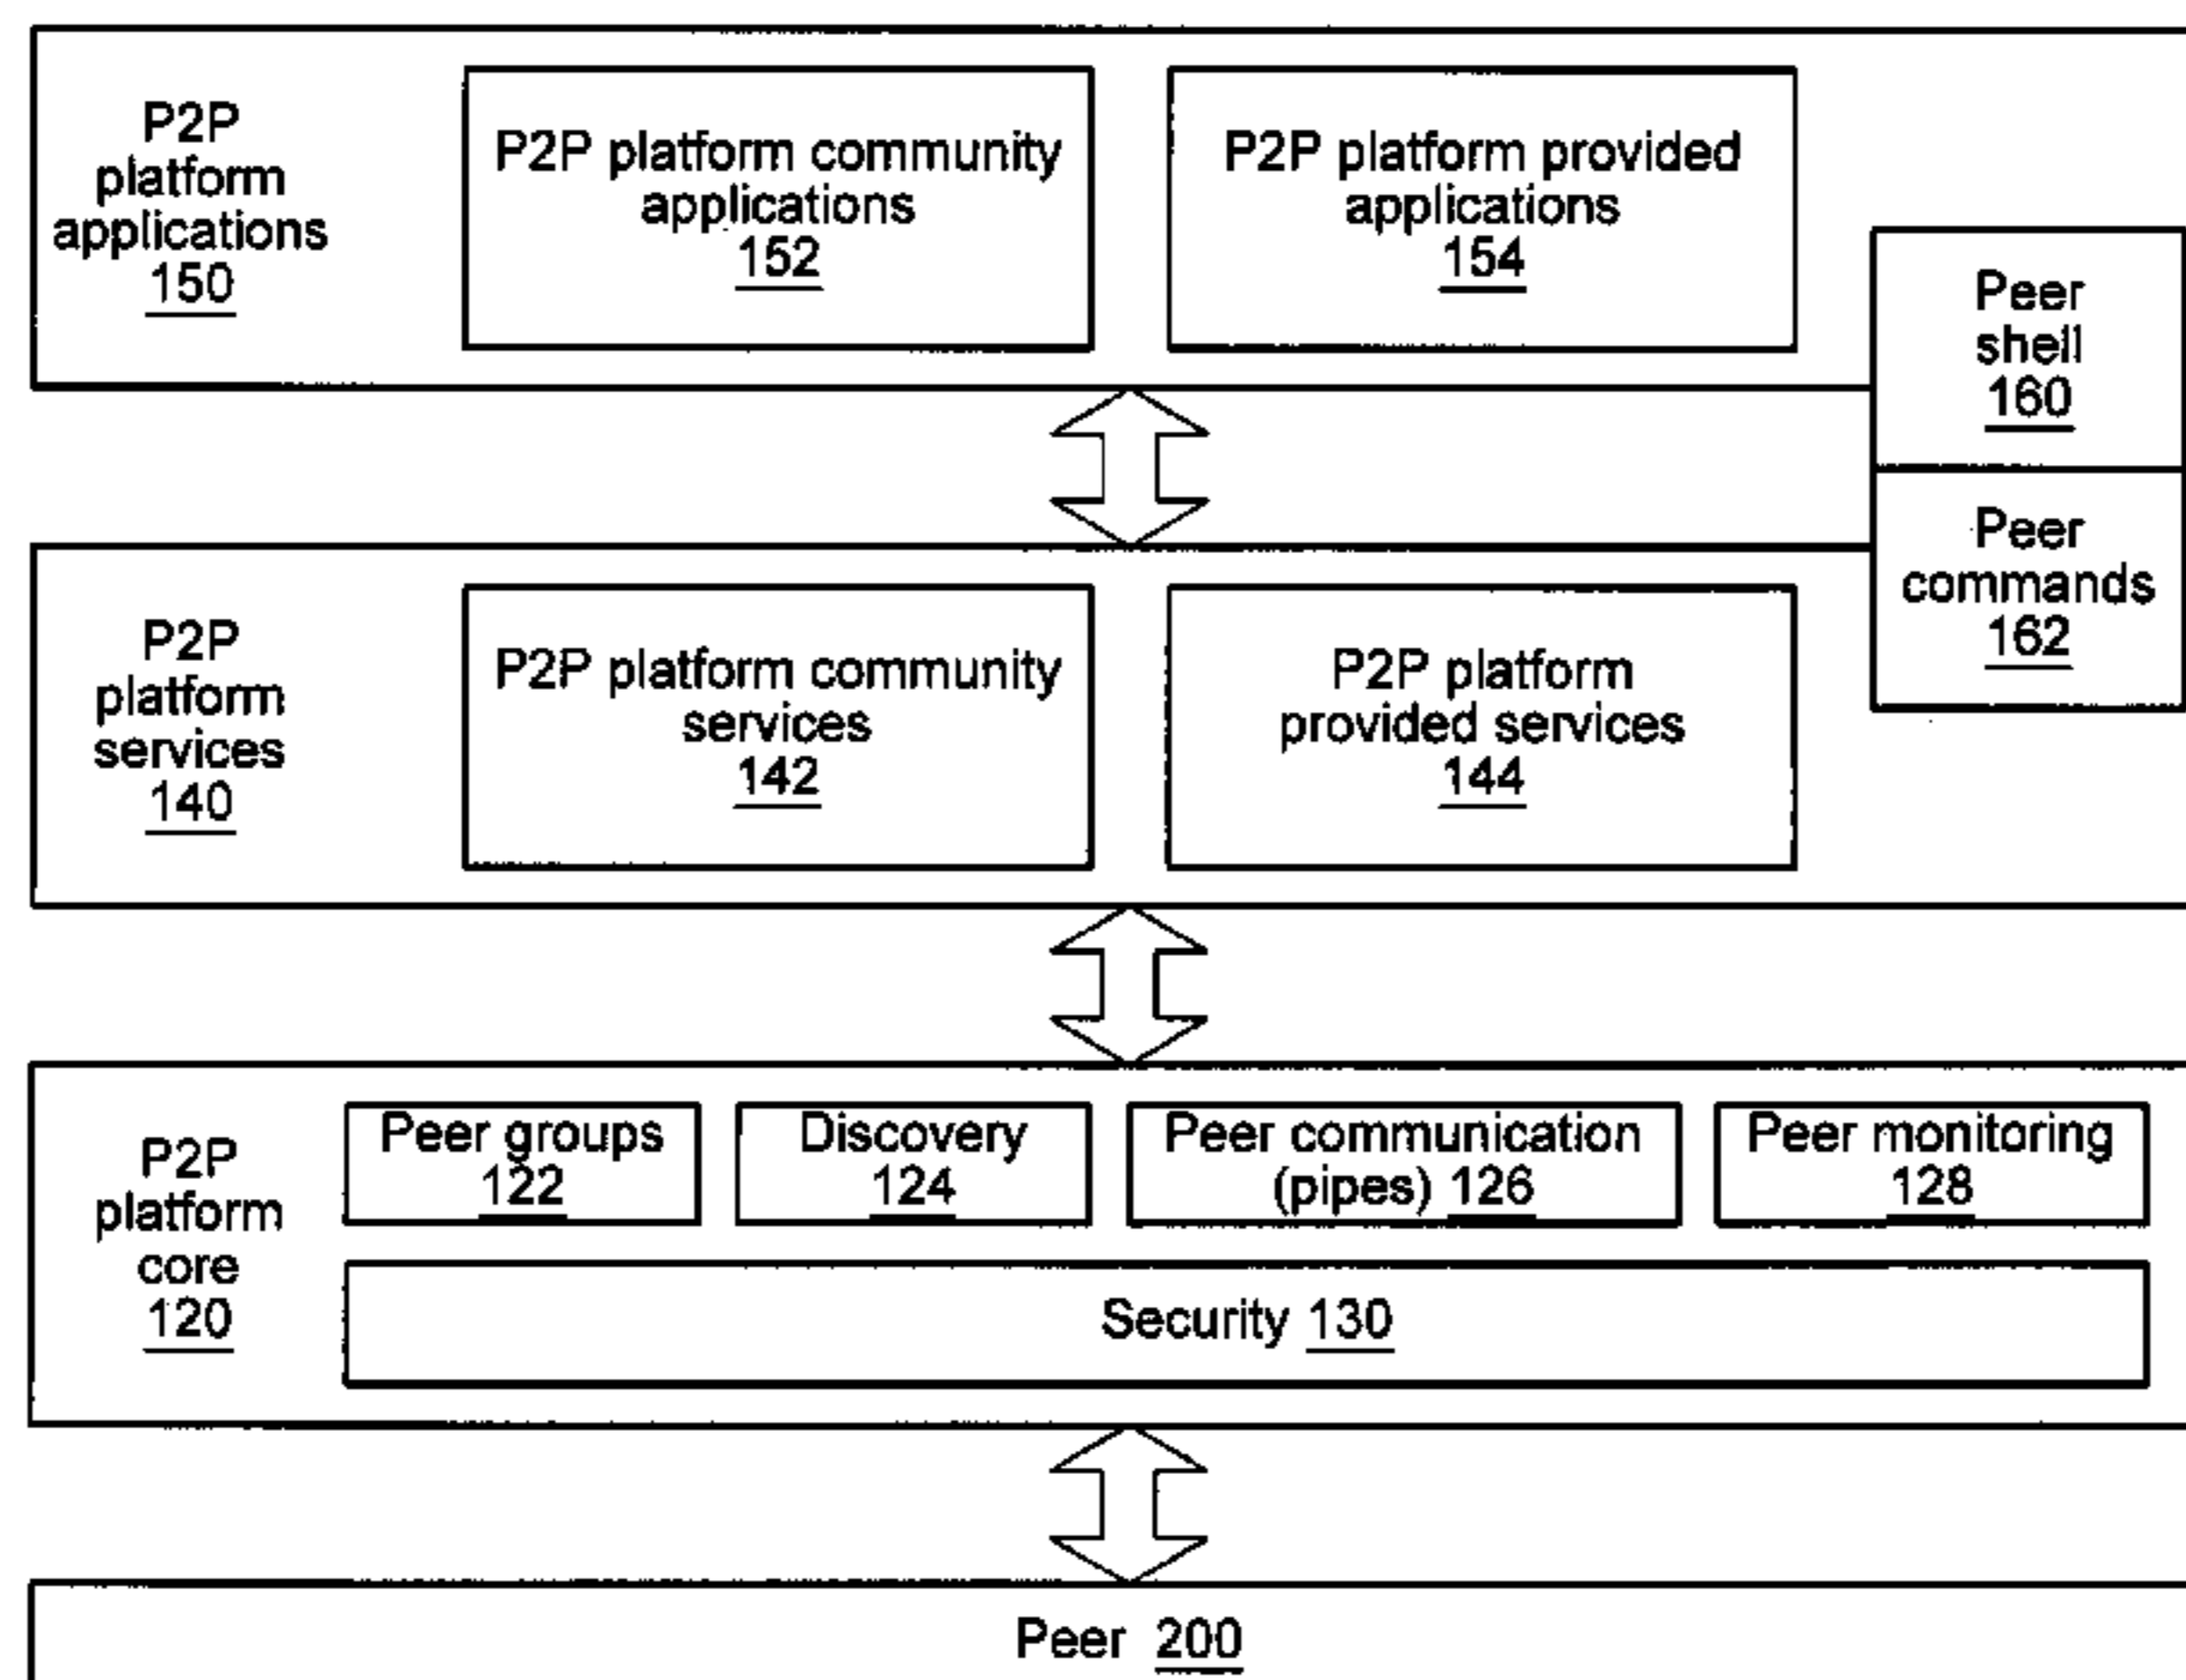 P2P
platform
applications
150
P2P platform community
applications
152
P2P platform provided
applications
154
Peer
shell
160
Peer
commands
162
P2P
platform
services
140
P2P platform community
services
142
P2P platform
provided services
144
P2P
platform
core
120
Peer groups
122
Discovery
124
Peer communication
(pipes) 126
Peer monitoring
128
Security 130
Peer 200